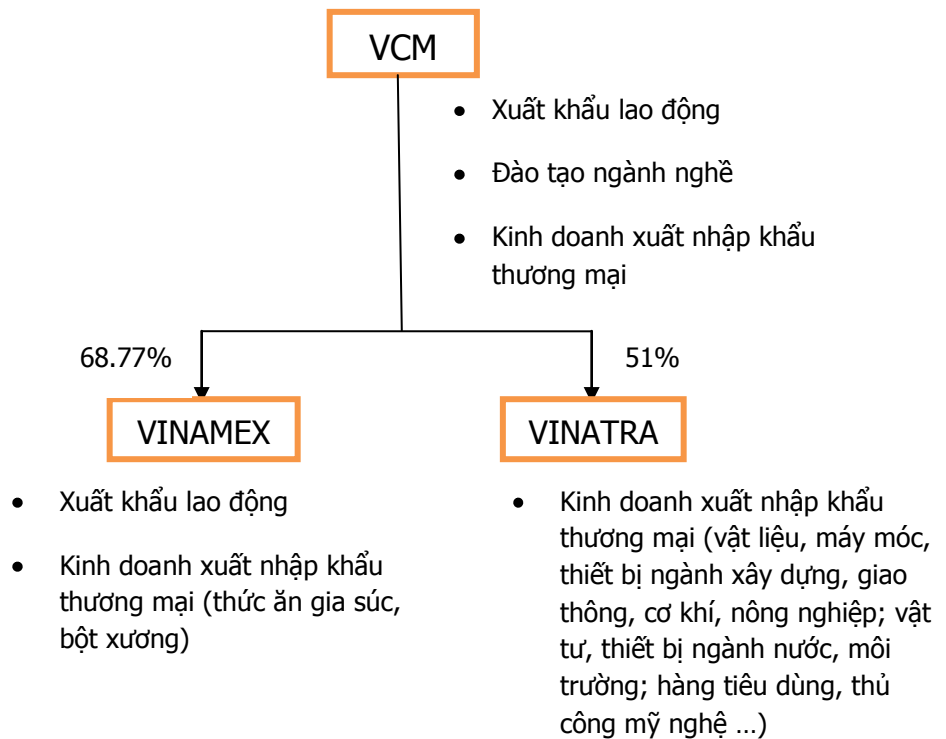 VCM
• Xuất khẩu lao động
• Đào tạo ngành nghề
• Kinh doanh xuất nhập khẩu
thương mại
68.77%
51%
VINAMEX
VINATRA
• Xuất khẩu lao động
• Kinh doanh xuất nhập khẩu
thương mại (thức ăn gia súc,
bột xương)
• Kinh doanh xuất nhập khẩu
thương mại (vật liệu, máy móc,
thiết bị ngành xây dựng, giao
thông, cơ khí, nông nghiệp; vật
tư, thiết bị ngành nước, môi
trường; hàng tiêu dùng, thủ
công mỹ nghệ ...)